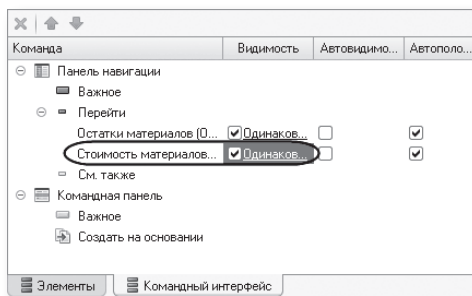 Команда Видимость Автовидимо... Автополо...
Панель навигации
Важное
Перейти
Остатки материалов (О... Одинаков...
Стоимость материалов... Одинаков...
См. также
Командная панель
Важное
Создать на основании
Элементы Командный интерфейс